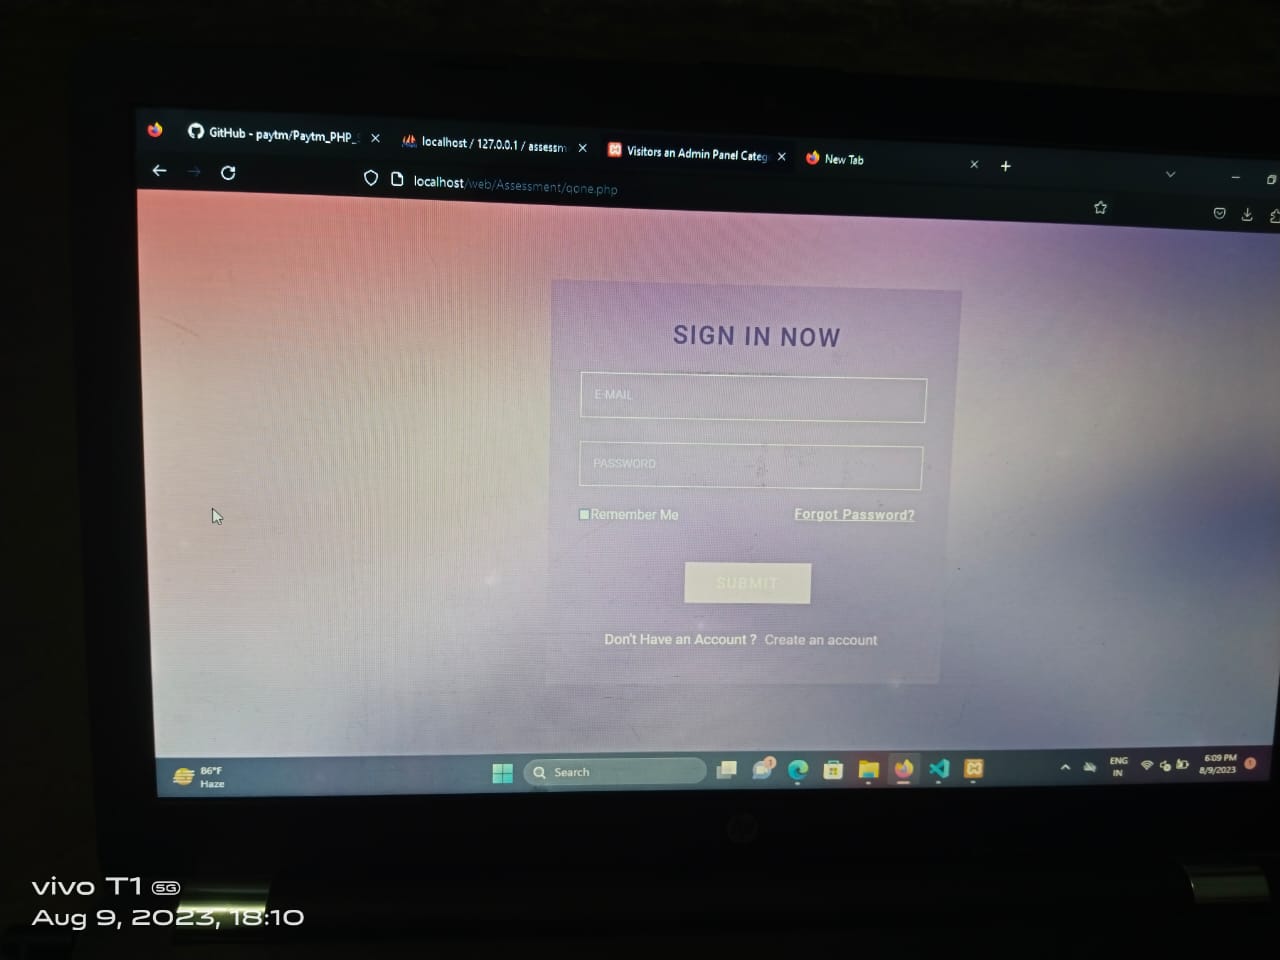 GitHub - paytm/Paytm_PHP_
localhost / 127.0.0.1 / assessm
Visitors an Admin Panel Categ
New Tab
localhost/web/Assessment/qone.php
SIGN IN NOW
E-MAIL
PASSWORD
Remember Me
Forgot Password?
SUBMIT
Don't Have an Account ? Create an account
86°F
Haze
Search
ENG
IN
6:09 PM
8/9/2023
hp
vivo T1 5G
Aug 9, 2023, 18:10